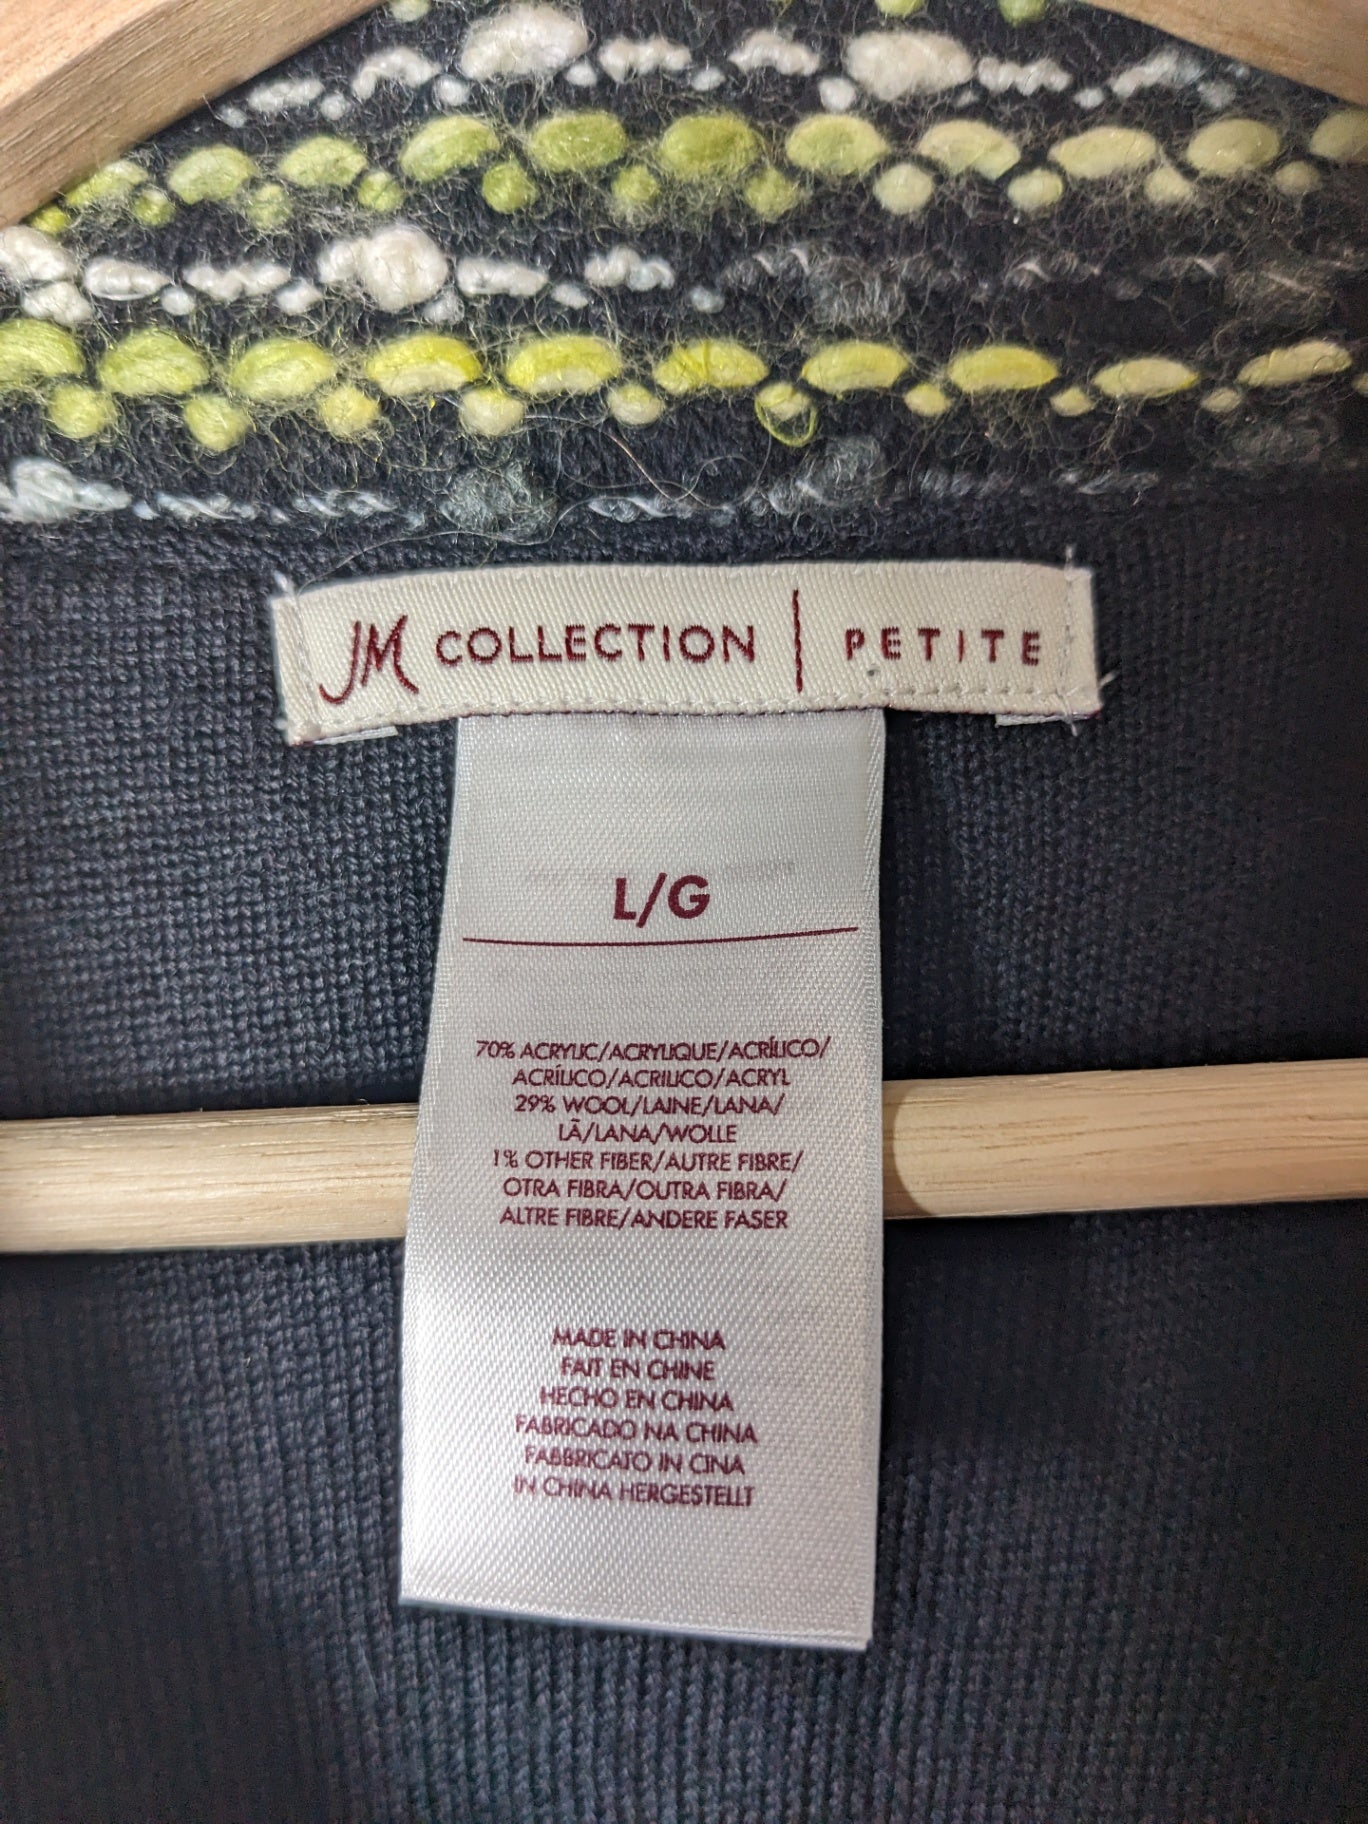 JM COLLECTION | PETITE
L/G
70% ACRYLIC/ACRYLIQUE/ACRÍLICO/
ACRÍLICO/ACRILICO/ACRYL
29% WOOL/LAINE/LANA/
LÃ/LANA/WOLLE
1% OTHER FIBER/AUTRE FIBRE/
OTRA FIBRA/OUTRA FIBRA/
ALTRE FIBRE/ANDERE FASER
MADE IN CHINA
FAIT EN CHINE
HECHO EN CHINA
FABRICADO NA CHINA
FABBRICATO IN CINA
IN CHINA HERGESTELLT